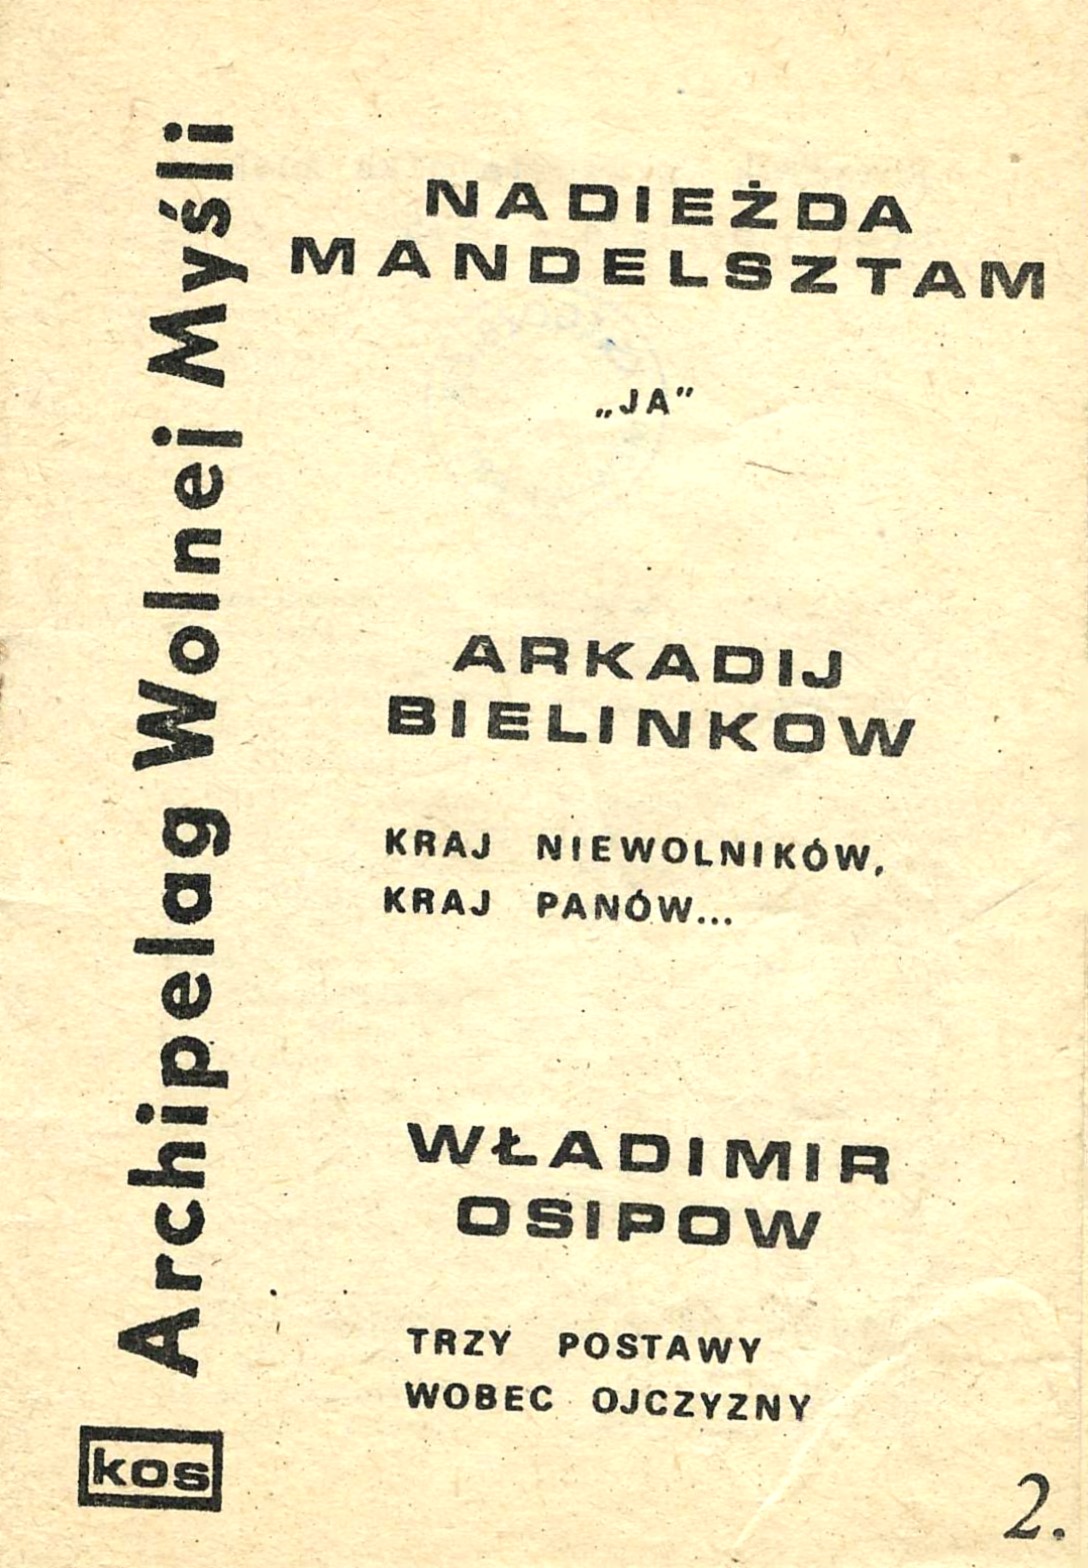 Archipelag Wolnej Myśli
NADIEŻDA
MANDELSZTAM
„JA”
ARKADIJ
BIELINKOW
KRAJ NIEWOLNIKÓW,
KRAJ PANÓW...
WŁADIMIR
OSIPOW
TRZY POSTAWY
WOBEC OJCZYZNY
kos
2.